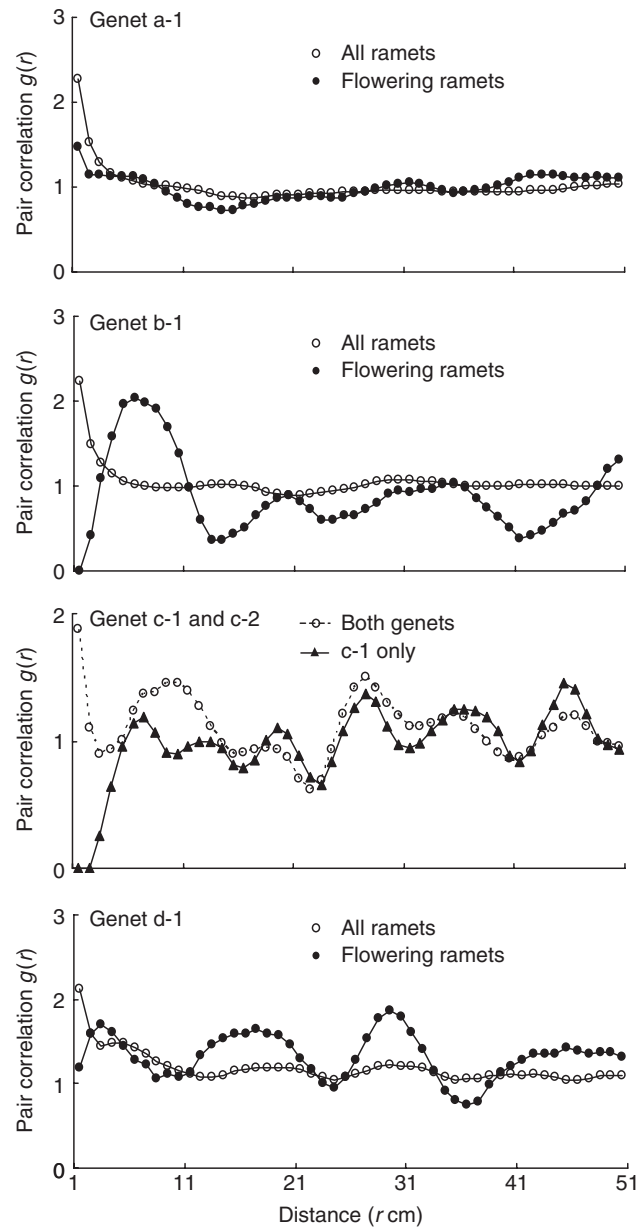 Genet a-1
All ramets
Flowering ramets
Pair correlation g(r)
3
2
1
0
Genet b-1
All ramets
Flowering ramets
Pair correlation g(r)
3
2
1
0
Genet c-1 and c-2
Both genets
c-1 only
Pair correlation g(r)
2
1
0
Genet d-1
All ramets
Flowering ramets
Pair correlation g(r)
3
2
1
0
1 11 21 31 41 51
Distance (r cm)